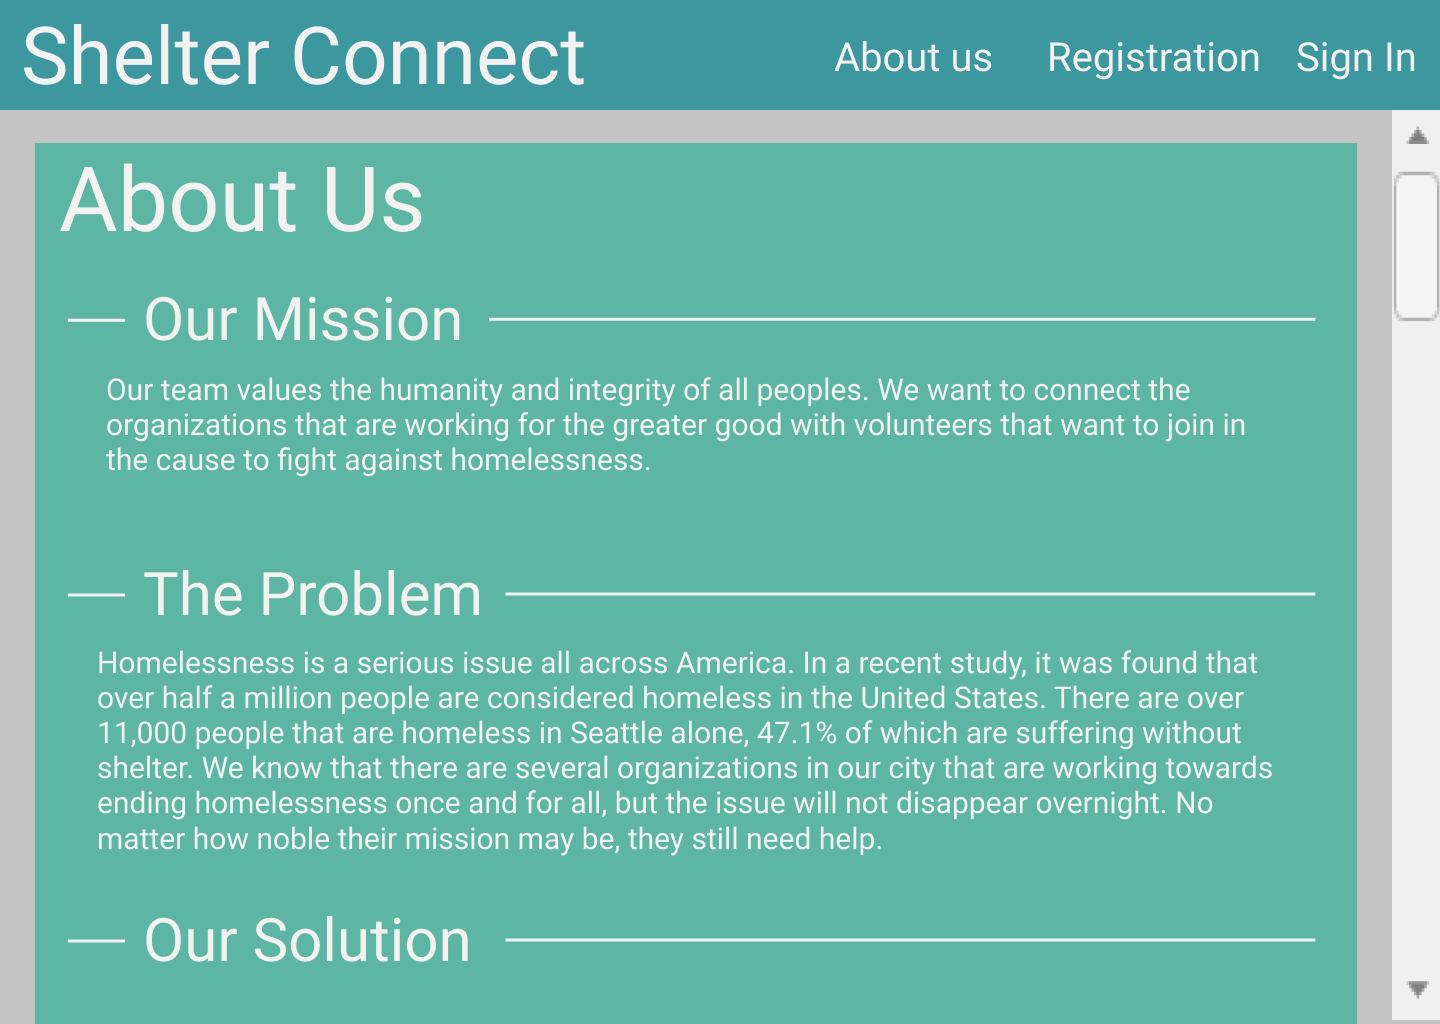 Shelter Connect
About us Registration Sign In
About Us
Our Mission
Our team values the humanity and integrity of all peoples. We want to connect the
organizations that are working for the greater good with volunteers that want to join in
the cause to fight against homelessness.
The Problem
Homelessness is a serious issue all across America. In a recent study, it was found that
over half a million people are considered homeless in the United States. There are over
11,000 people that are homeless in Seattle alone, 47.1% of which are suffering without
shelter. We know that there are several organizations in our city that are working towards
ending homelessness once and for all, but the issue will not disappear overnight. No
matter how noble their mission may be, they still need help.
Our Solution